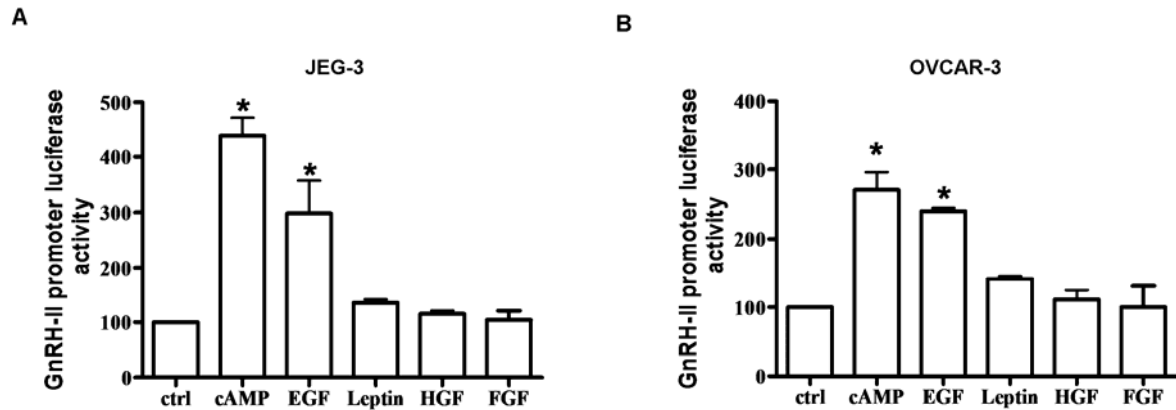 A
JEG-3
GnRH-II promoter luciferase
activity
500
400
300
200
100
0
*
*
ctrl cAMP EGF Leptin HGF FGF
B
OVCAR-3
GnRH-II promoter luciferase
activity
400
300
200
100
0
*
*
ctrl cAMP EGF Leptin HGF FGF